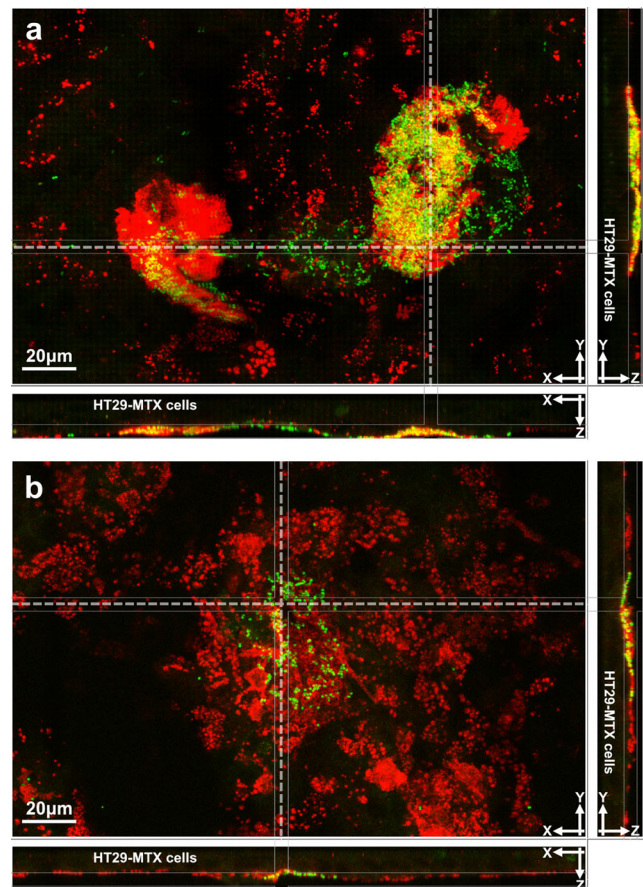 a
HT29-MTX cells
20μm
X
Y
Y
Z
HT29-MTX cells
X
Z
b
HT29-MTX cells
20μm
X
Y
Y
Z
HT29-MTX cells
X
Z